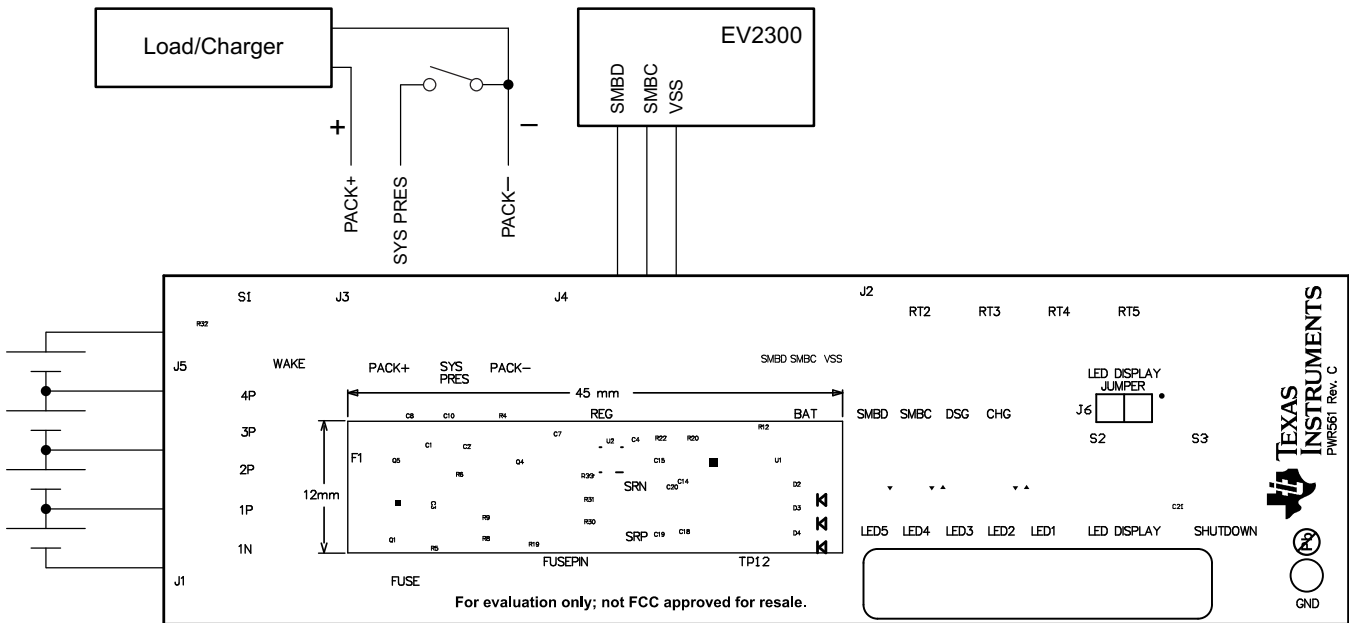 Load/Charger
EV2300
SMBD
SMBC
VSS
+
−
PACK+
SYS PRES
PACK−
S1
J3
J4
J2
RT2
RT3
RT4
RT5
R32
J5
WAKE
PACK+
SYS
PRES
PACK-
SMBD SMBC VSS
LED DISPLAY
JUMPER
J6
4P
3P
2P
1P
1N
J1
45 mm
12mm
C8
C10
R4
REG
BAT
SMBD
SMBC
DSG
CHG
S2
S3
F1
C1
C2
C7
U2
C4
R22
R20
R12
Q5
R6
Q4
C15
U1
R33
SRN
C20
C14
D2
C3
R31
D3
R9
R30
Q1
R8
SRP
C19
C18
D4
R5
R19
FUSEPIN
TP12
FUSE
LED5
LED4
LED3
LED2
LED1
LED DISPLAY
SHUTDOWN
C21
TEXAS
INSTRUMENTS
PWR561 Rev. C
Pb
GND
For evaluation only; not FCC approved for resale.